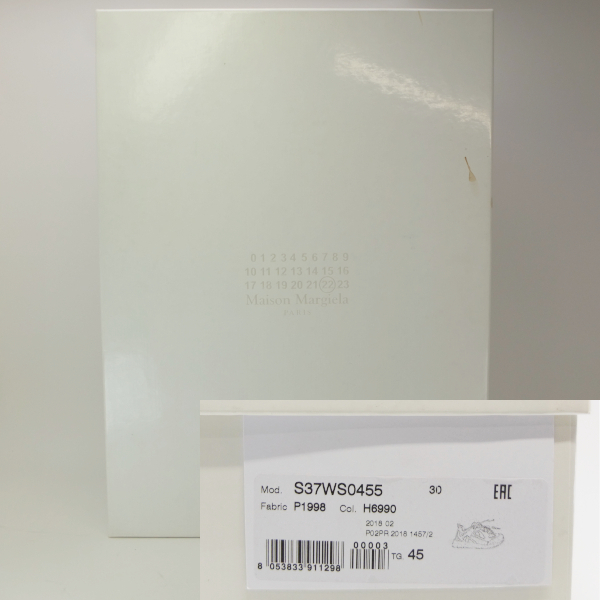 0 1 2 3 4 5 6 7 8 9
10 11 12 13 14 15 16
17 18 19 20 21 22 23
Maison Margiela
PARIS
Mod. S37WS0455 30 EAC
Fabric P1998 Col. H6990
2018 02
P02PR 2018 1457/2
00003
TG. 45
8 053833 911298